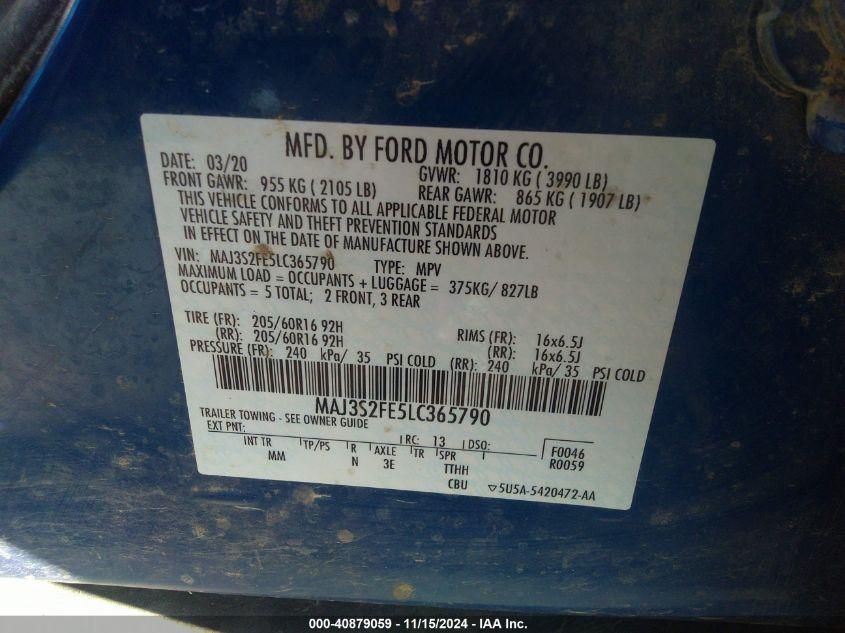 MFD. BY FORD MOTOR CO.
DATE: 03/20 GVWR: 1810 KG ( 3990 LB)
FRONT GAWR: 955 KG ( 2105 LB) REAR GAWR: 865 KG ( 1907 LB)
THIS VEHICLE CONFORMS TO ALL APPLICABLE FEDERAL MOTOR
VEHICLE SAFETY AND THEFT PREVENTION STANDARDS
IN EFFECT ON THE DATE OF MANUFACTURE SHOWN ABOVE.
VIN: MAJ3S2FE5LC365790 TYPE: MPV
MAXIMUM LOAD = OCCUPANTS + LUGGAGE = 375KG/ 827LB
OCCUPANTS = 5 TOTAL; 2 FRONT, 3 REAR
TIRE (FR): 205/60R16 92H RIMS (FR): 16x6.5J
(RR): 205/60R16 92H (RR): 16x6.5J
PRESSURE (FR): 240 kPa/ 35 PSI COLD (RR): 240 kPa/ 35 PSI COLD
MAJ3S2FE5LC365790
TRAILER TOWING - SEE OWNER GUIDE
EXT PNT: RC: 13 DSO: F0046
INT TR TP/PS R AXLE TR SPR R0059
MM N 3E TTHH
CBU ▽5U5A-5420472-AA
000-40879059 - 11/15/2024 - IAA Inc.